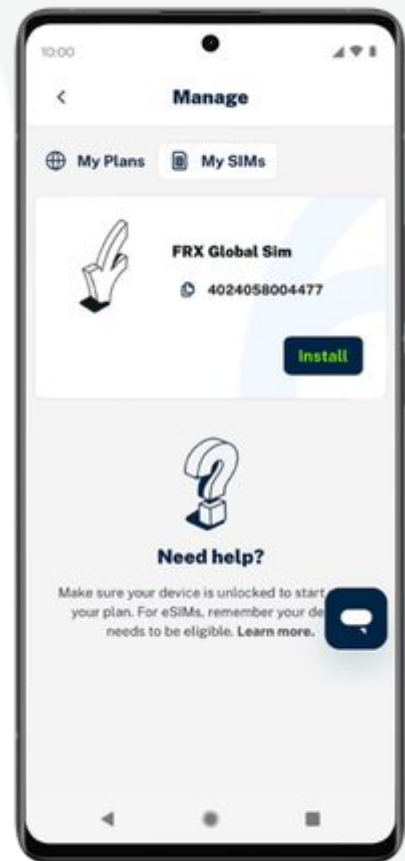 10:00
Manage
My Plans My SIMs
FRX Global Sim
4024058004477
Install
Need help?
Make sure your device is unlocked to start
your plan. For eSIMs, remember your
needs to be eligible. Learn more.